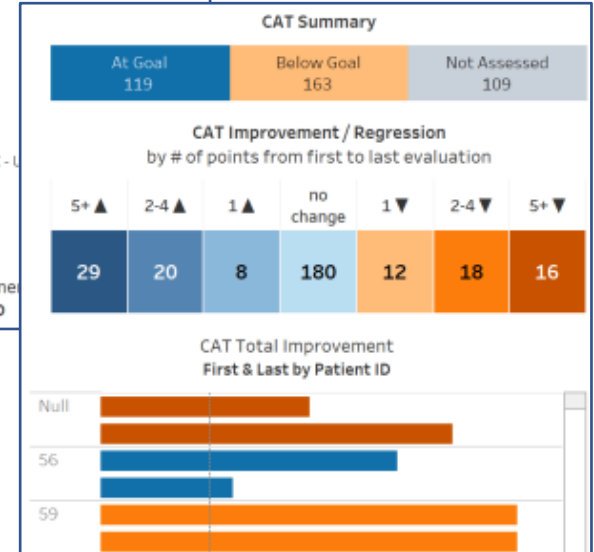 CAT Summary
At Goal Below Goal Not Assessed
119 163 109
CAT Improvement / Regression
by # of points from first to last evaluation
5+▲ 2-4▲ 1▲ no change 1▼ 2-4▼ 5+▼
29 20 8 180 12 18 16
CAT Total Improvement
First & Last by Patient ID
Null
56
59